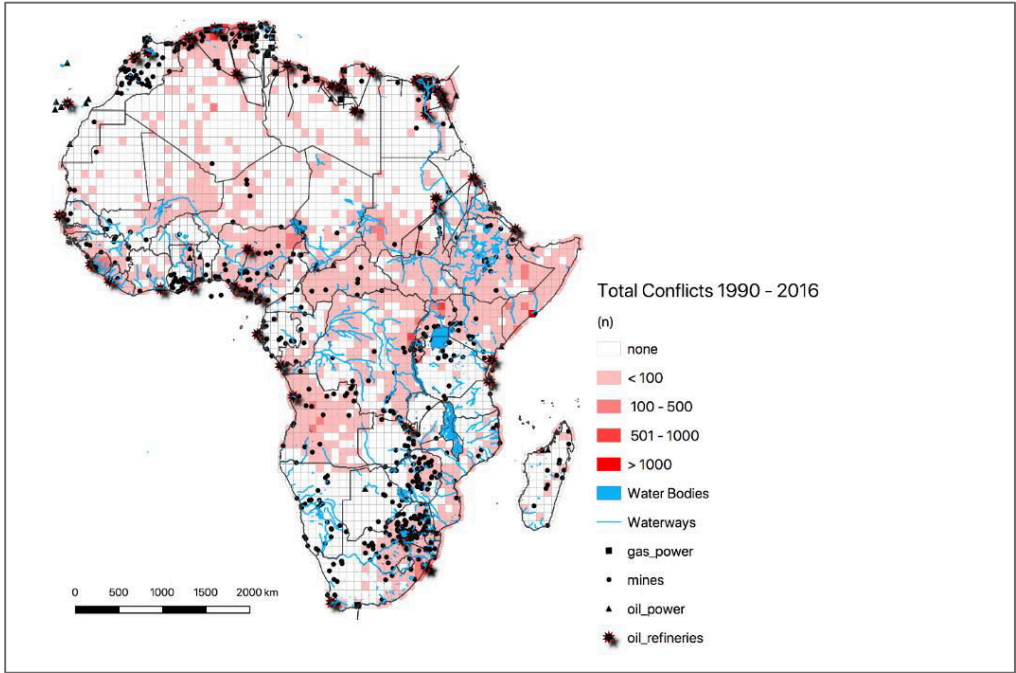 Total Conflicts 1990 - 2016
(n)
none
< 100
100 - 500
501 - 1000
> 1000
Water Bodies
Waterways
gas_power
mines
oil_power
oil_refineries
0 500 1000 1500 2000 km